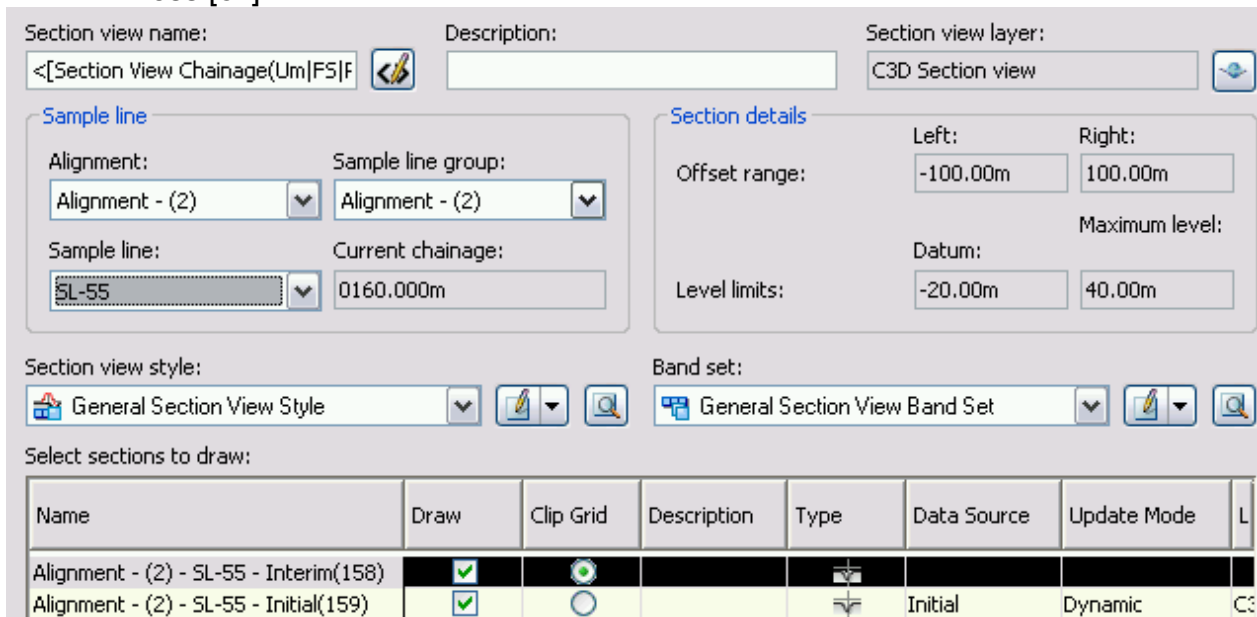 Section view name: Description: Section view layer:
<[Section View Chainage(Um|FS|F C3D Section view
Sample line Section details
Left: Right:
Alignment: Sample line group: Offset range: -100.00m 100.00m
Alignment - (2) Alignment - (2)
Maximum level:
Sample line: Current chainage: Datum:
SL-55 0160.000m Level limits: -20.00m 40.00m
Section view style: Band set:
General Section View Style General Section View Band Set
Select sections to draw:
Name Draw Clip Grid Description Type Data Source Update Mode L
Alignment - (2) - SL-55 - Interim(158)
Alignment - (2) - SL-55 - Initial(159) Initial Dynamic